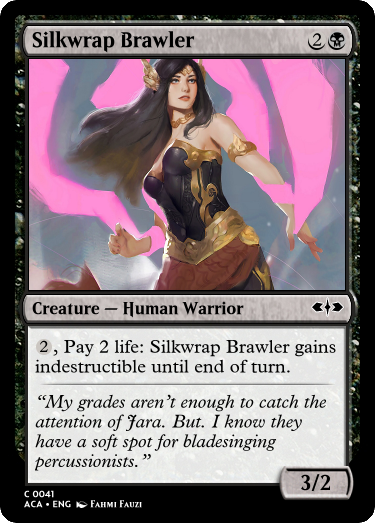 Silkwrap Brawler 2
Creature — Human Warrior
2, Pay 2 life: Silkwrap Brawler gains
indestructible until end of turn.
“My grades aren’t enough to catch the
attention of Jara. But. I know they
have a soft spot for bladesinging
percussionists.”
3/2
C 0041
ACA • ENG Fahmi Fauzi